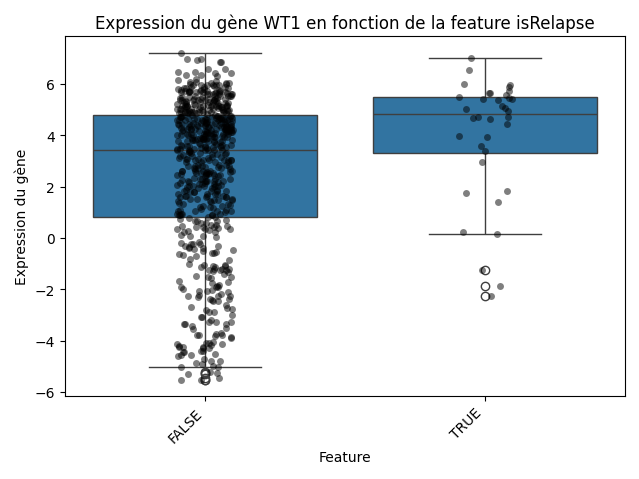 Expression du gène WT1 en fonction de la feature isRelapse
Expression du gène
6
4
2
0
−2
−4
−6
FALSE
TRUE
Feature